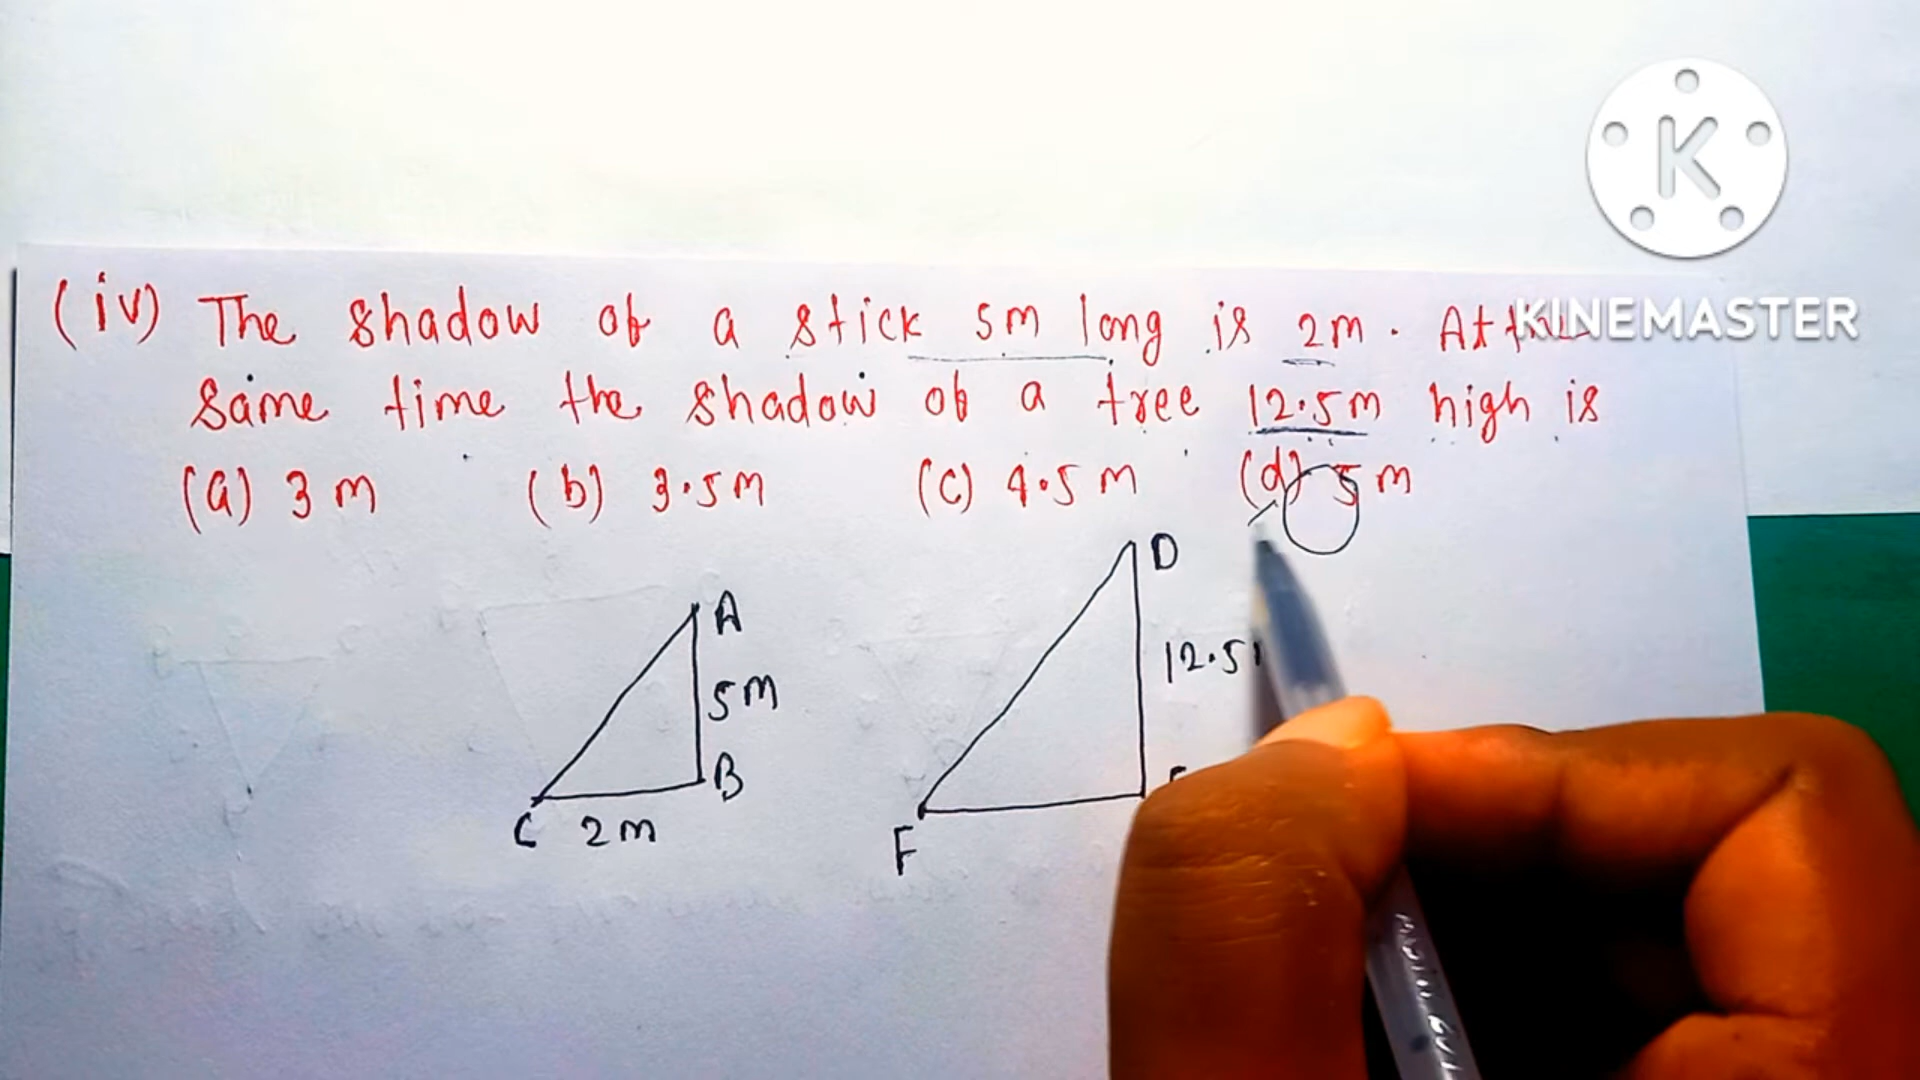 K
KINEMASTER
(iv) The shadow of a stick 5m long is 2m. At the
same time the shadow of a tree 12.5m high is
(a) 3 m (b) 3.5m (c) 4.5 m (d) 5 m
D
A
12.5
5m
B
C 2m
F